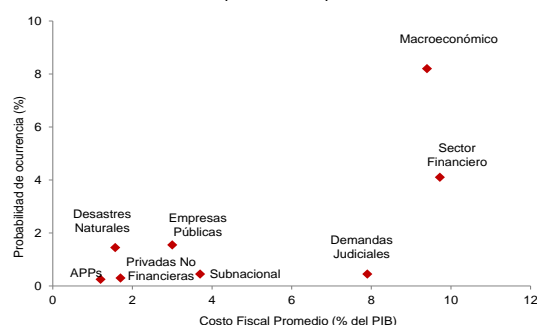 10
8
6
4
2
0
0 2 4 6 8 10 12
Probabilidad de ocurrencia (%)
Costo Fiscal Promedio (% del PIB)
Macroeconómico
Sector
Financiero
Desastres
Naturales
Empresas
Públicas
Demandas
Judiciales
APPs
Privadas No
Financieras
Subnacional